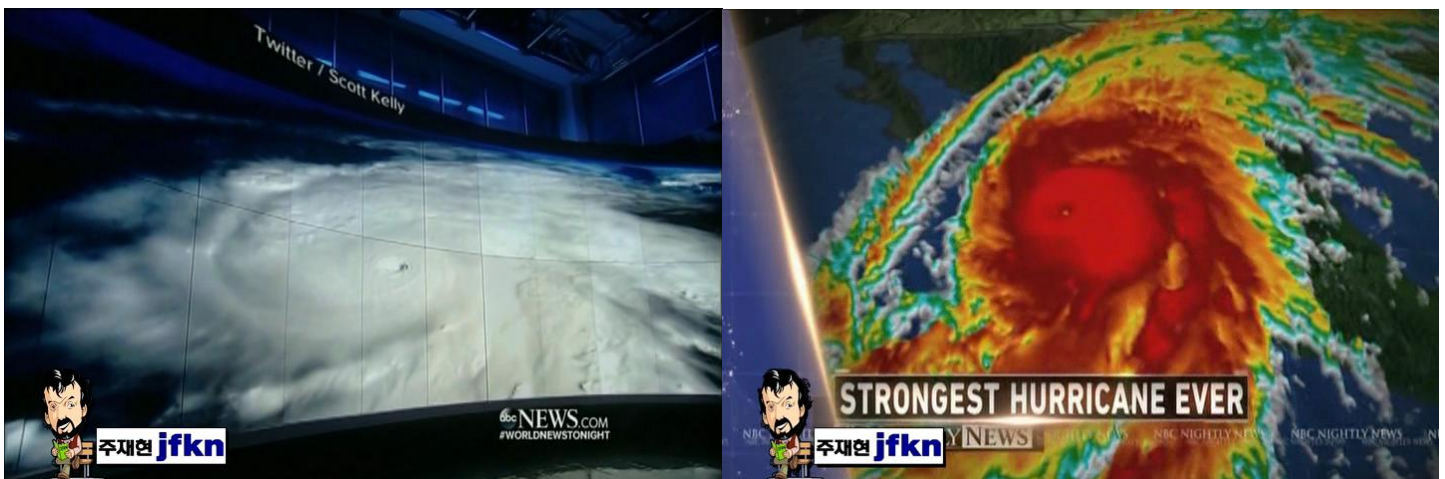 Twitter / Scott Kelly
abc NEWS.COM
#WORLDNEWSTONIGHT
주재현 jfkn
STRONGEST HURRICANE EVER
NBC NIGHTLY NEWS
NBC NIGHTLY NEWS
주재현 jfkn